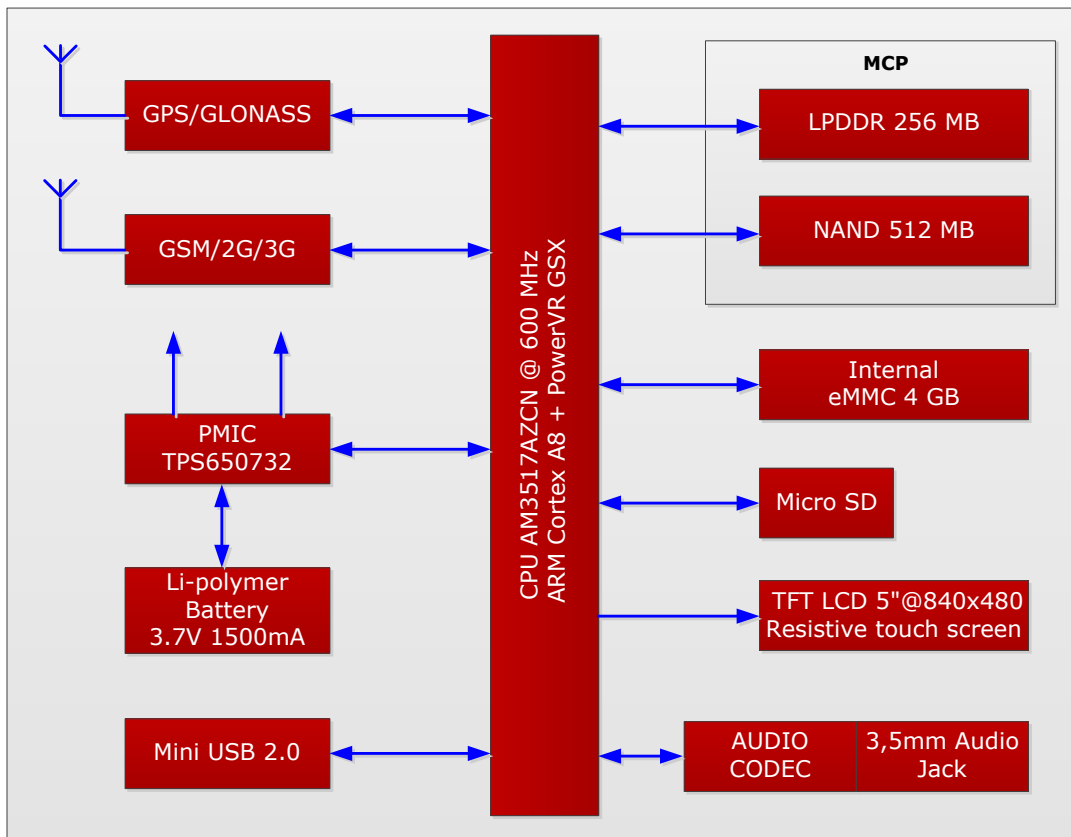 GPS/GLONASS
GSM/2G/3G
PMIC
TPS650732
Li-polymer
Battery
3.7V 1500mA
Mini USB 2.0
CPU AM3517AZCN @ 600 MHz
ARM Cortex A8 + PowerVR GSX
MCP
LPDDR 256 MB
NAND 512 MB
Internal
eMMC 4 GB
Micro SD
TFT LCD 5"@840x480
Resistive touch screen
AUDIO
CODEC
3,5mm Audio
Jack